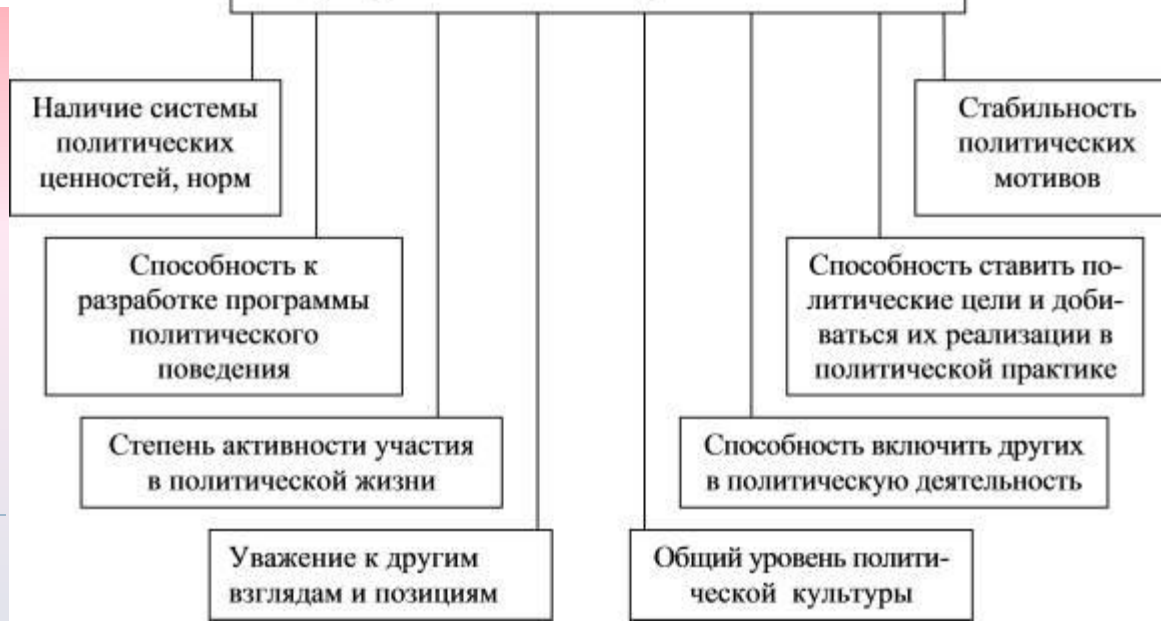 Наличие системы
политических
ценностей, норм
Стабильность
политических
мотивов
Способность к
разработке программы
политического
поведения
Способность ставить по-
литические цели и доби-
ваться их реализации в
политической практике
Степень активности участия
в политической жизни
Способность включить других
в политическую деятельность
Уважение к другим
взглядам и позициям
Общий уровень полити-
ческой культуры